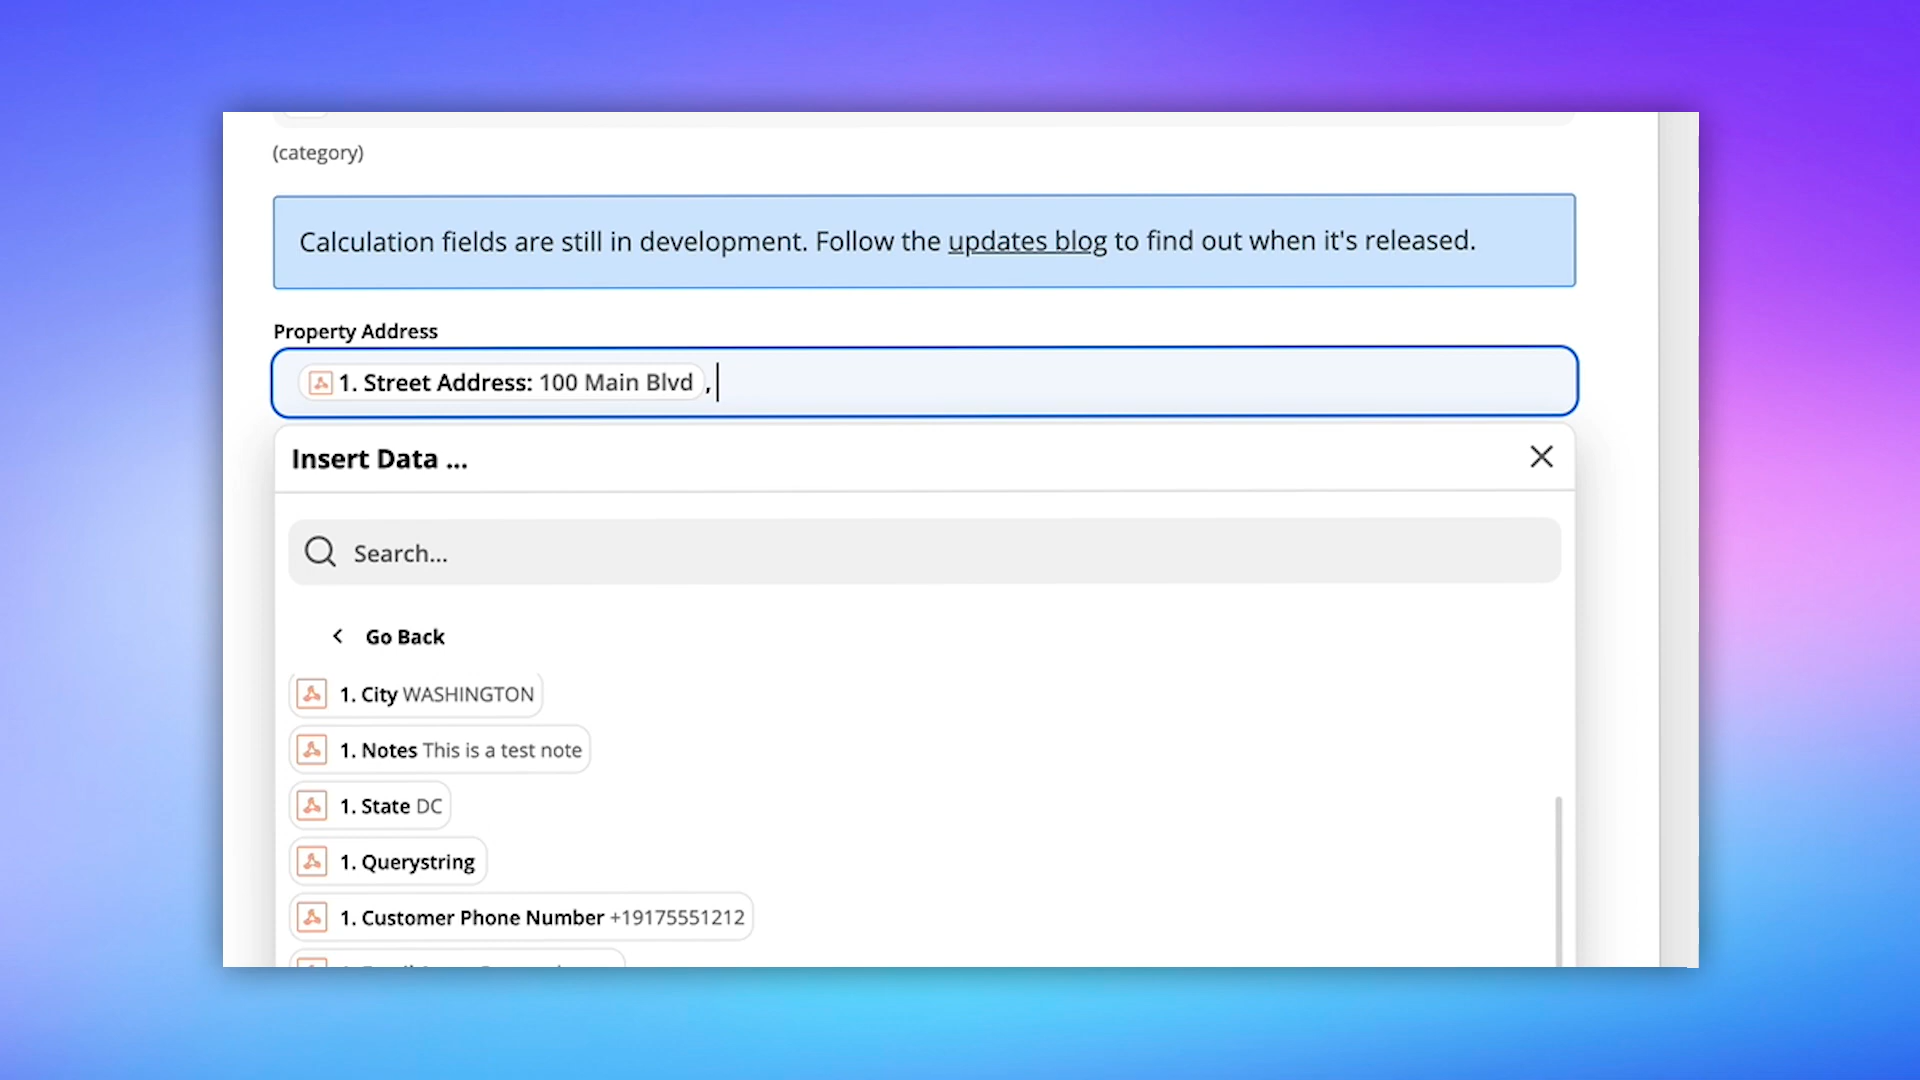 (category)
Calculation fields are still in development. Follow the updates blog to find out when it's released.
Property Address
1. Street Address: 100 Main Blvd ,
Insert Data ...
Search...
Go Back
1. City WASHINGTON
1. Notes This is a test note
1. State DC
1. Querystring
1. Customer Phone Number +19175551212